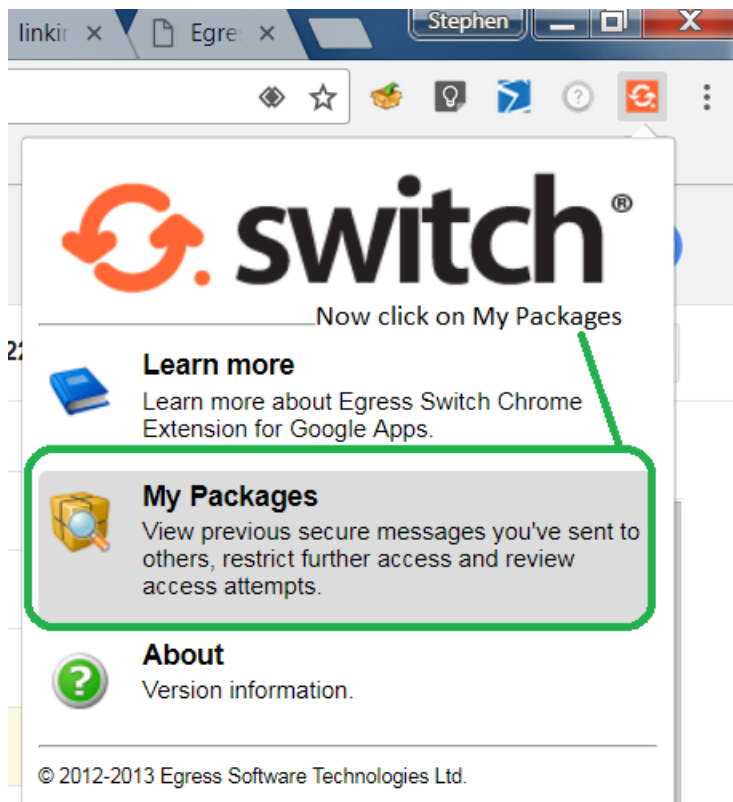 linkin
Egre
Stephen
switch®
Now click on My Packages
Learn more
Learn more about Egress Switch Chrome
Extension for Google Apps.
My Packages
View previous secure messages you've sent to
others, restrict further access and review
access attempts.
About
Version information.
© 2012-2013 Egress Software Technologies Ltd.